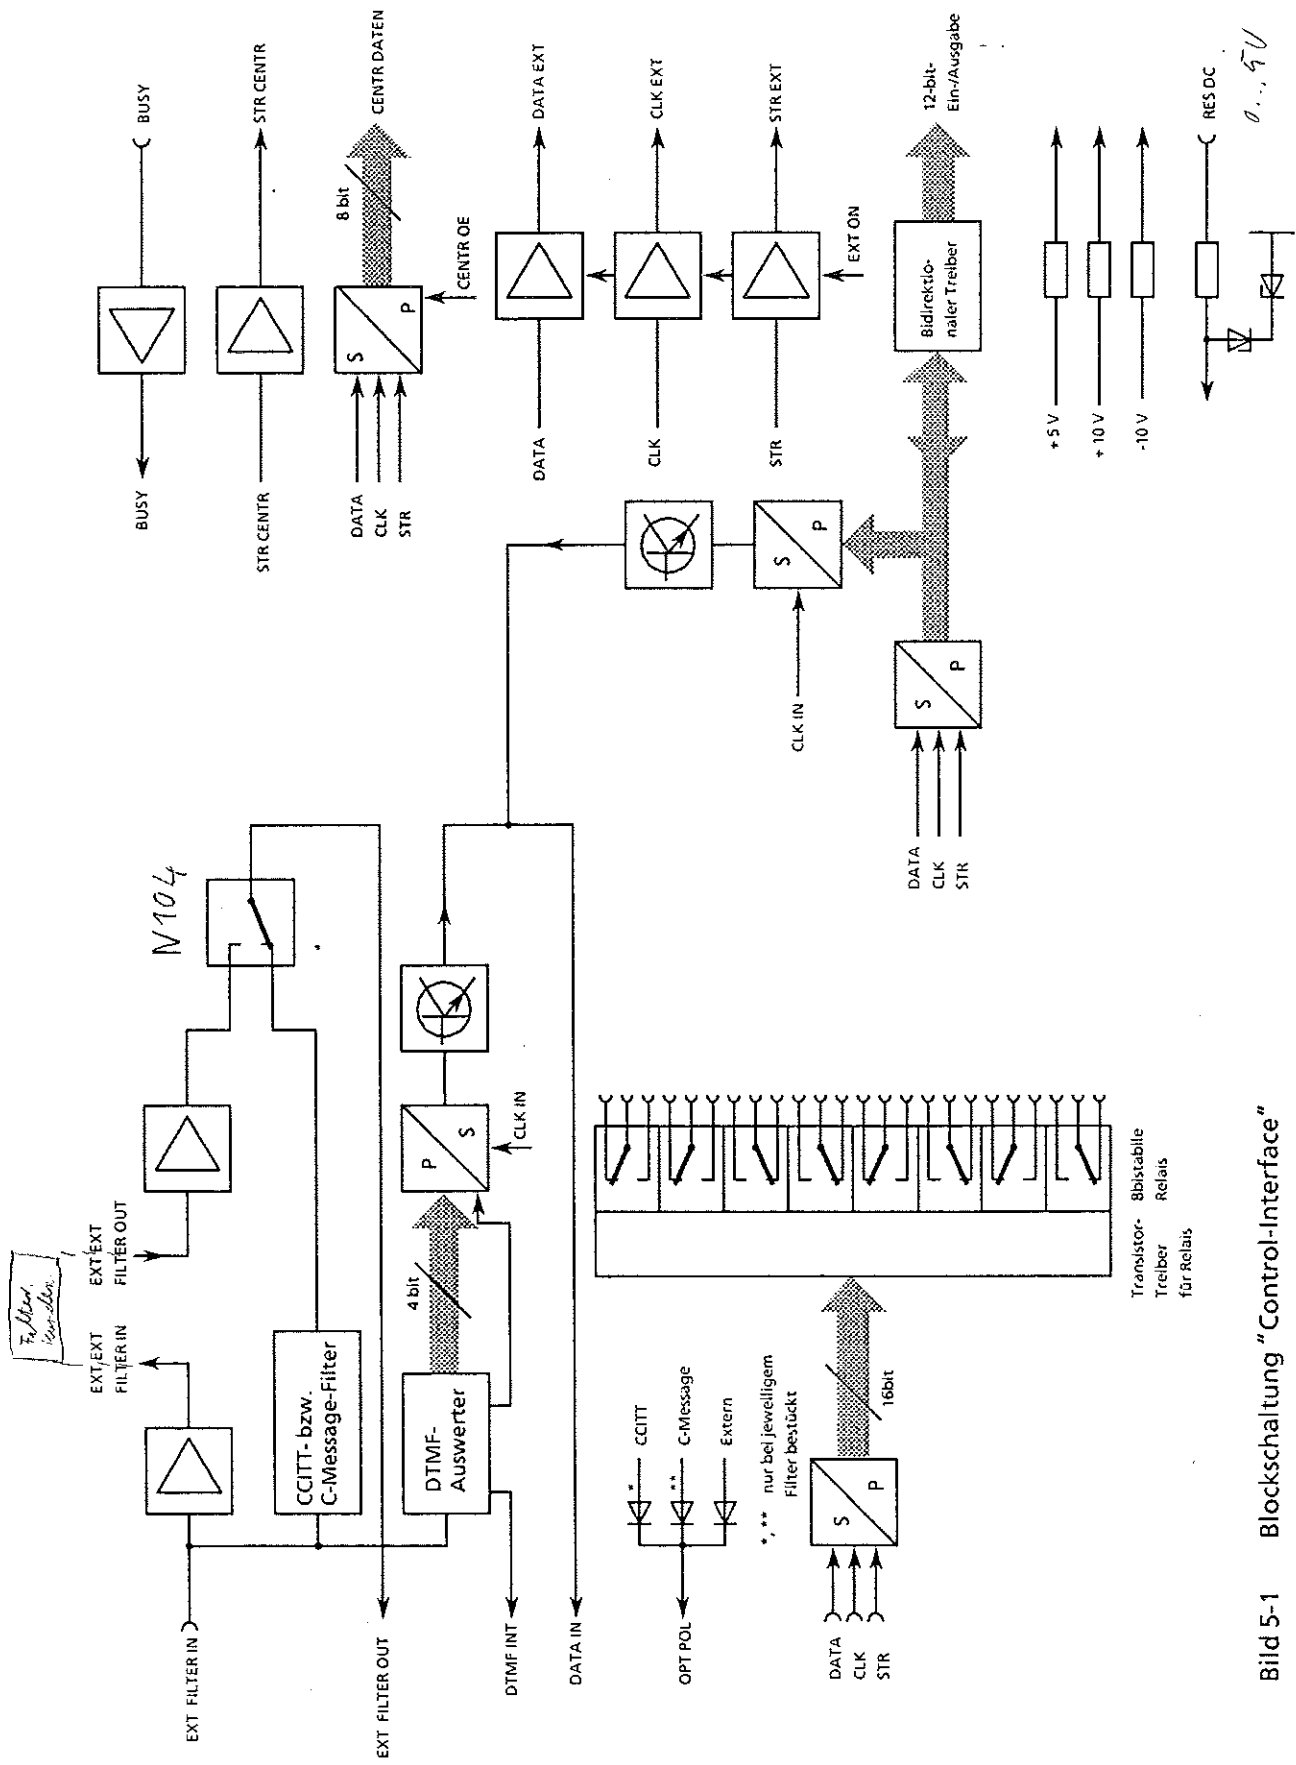 EXT FILTER IN
EXT/EXT
FILTER IN
EXT/EXT
FILTER OUT
N104
CCITT- bzw.
C-Message-Filter
EXT FILTER OUT
DTMF-
Auswerter
4 bit
P
S
CLK IN
DTMF INT
DATA IN
OPT POL
*
CCITT
**
C-Message
Extern
*, ** nur bei jewelligem
Filter bestückt
DATA
CLK
STR
S
P
16bit
Transistor-
Treiber
für Relais
8bistabile
Relais
BUSY
BUSY
STR CENTR
STR CENTR
DATA
CLK
STR
S
P
8 bit
CENTR DATEN
CENTR OE
DATA
DATA EXT
CLK
CLK EXT
STR
STR EXT
EXT ON
CLK IN
S
P
DATA
CLK
STR
S
P
Bidirektio-
naler Treiber
12-bit-
Ein-/Ausgabe
+ 5 V
+ 10 V
-10 V
RES DC
Bild 5-1 Blockschaltung "Control-Interface"